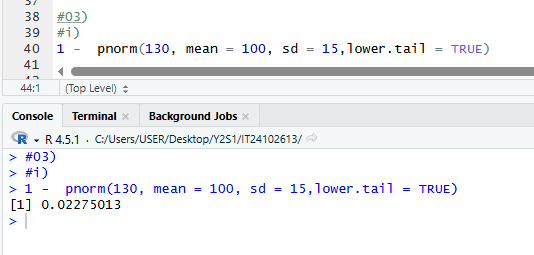 38 #03)
39 #i)
40 1 -  pnorm(130, mean = 100, sd = 15,lower.tail = TRUE)
41
44:1 (Top Level)
Console Terminal Background Jobs
R 4.5.1 · C:/Users/USER/Desktop/Y2S1/IT24102613/
> #03)
> #i)
> 1 -  pnorm(130, mean = 100, sd = 15,lower.tail = TRUE)
[1] 0.02275013
>